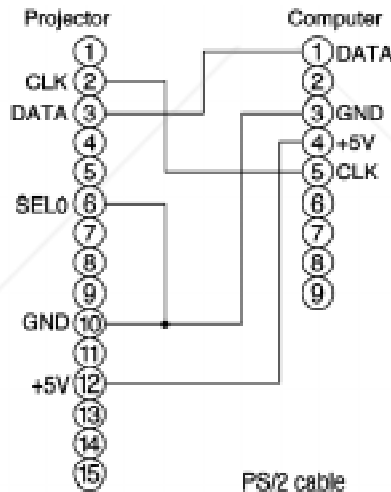 Projector Computer
1 1 DATA
CLK 2 2
DATA 3 3 GND
4 4 +5V
5 5 CLK
SEL0 6 6
7 7
8 8
9 9
GND 10
11
+5V 12
13
14
15
PS/2 cable